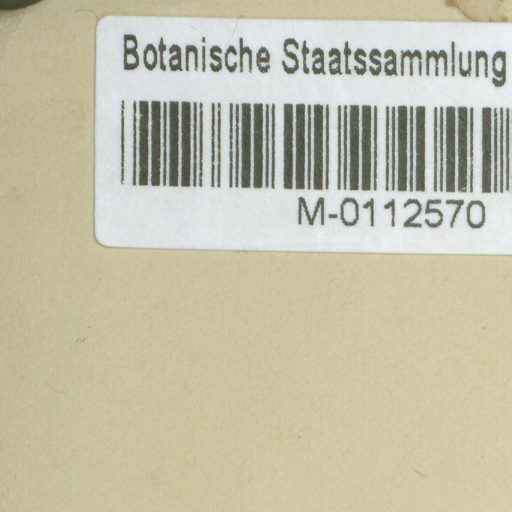 Botanische Staatssammlung
M-0112570